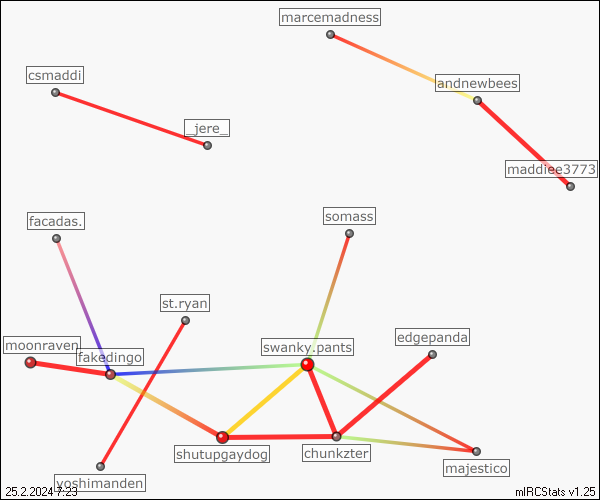 marcemadness
csmaddi
andnewbees
_jere_
maddiee3773
facadas.
somass
st.ryan
moonraven
fakedingo
swanky.pants
edgepanda
shutupgaydog
chunkzter
majestico
yoshimanden
25.2.2024 7:23
mIRCStats v1.25